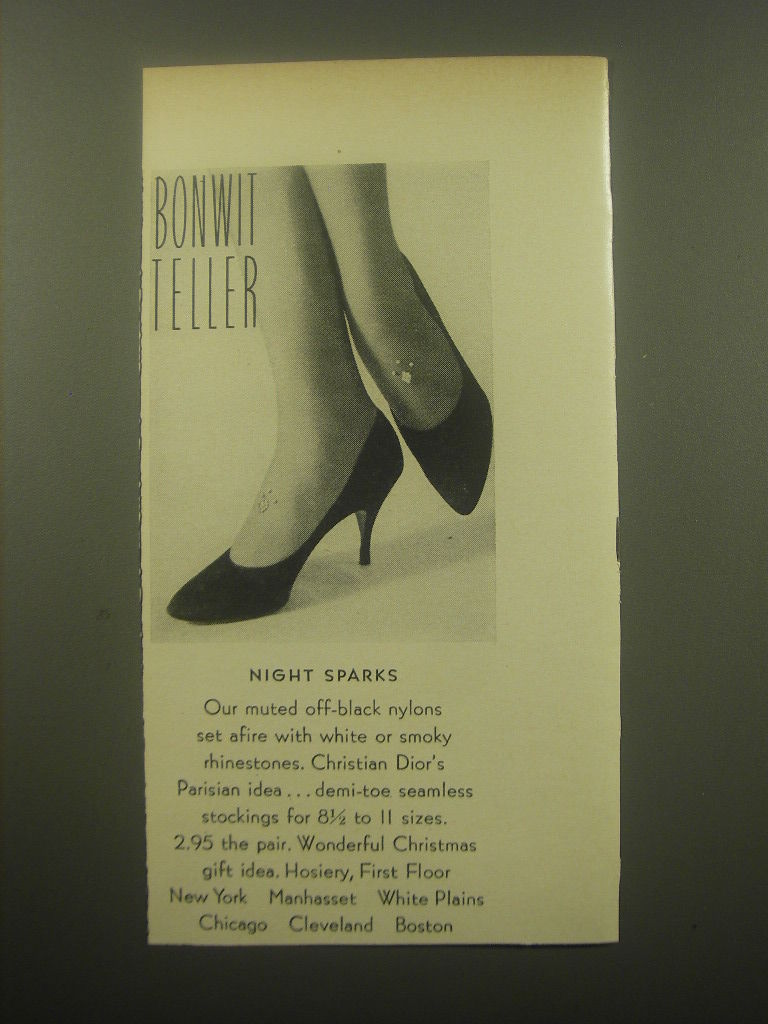 BONWIT
TELLER
NIGHT SPARKS
Our muted off-black nylons
set afire with white or smoky
rhinestones. Christian Dior's
Parisian idea...demi-toe seamless
stockings for 8½ to 11 sizes.
2.95 the pair. Wonderful Christmas
gift idea. Hosiery, First Floor
New York Manhasset White Plains
Chicago Cleveland Boston